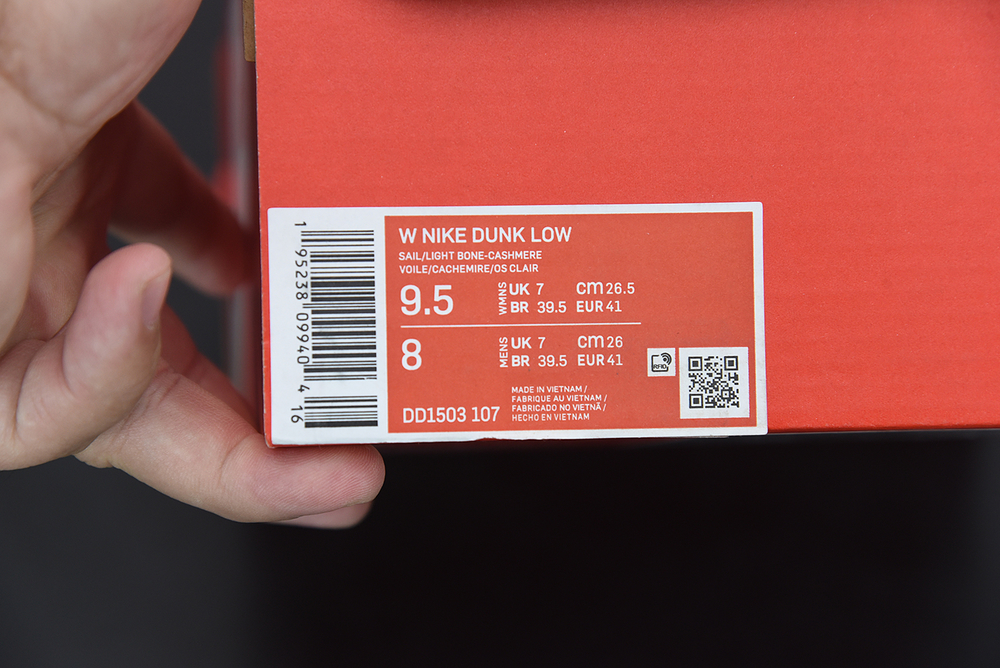 W NIKE DUNK LOW
SAIL/LIGHT BONE-CASHMERE
VOILE/CACHEMIRE/OS CLAIR
9.5 WMNS UK 7 cm 26.5
BR 39.5 EUR 41
8 MENS UK 7 cm 26
BR 39.5 EUR 41
RFID
DD1503 107
MADE IN VIETNAM /
FABRIQUE AU VIETNAM /
FABRICADO NO VIETNÃ /
HECHO EN VIETNAM
1 95238 09940 4 16